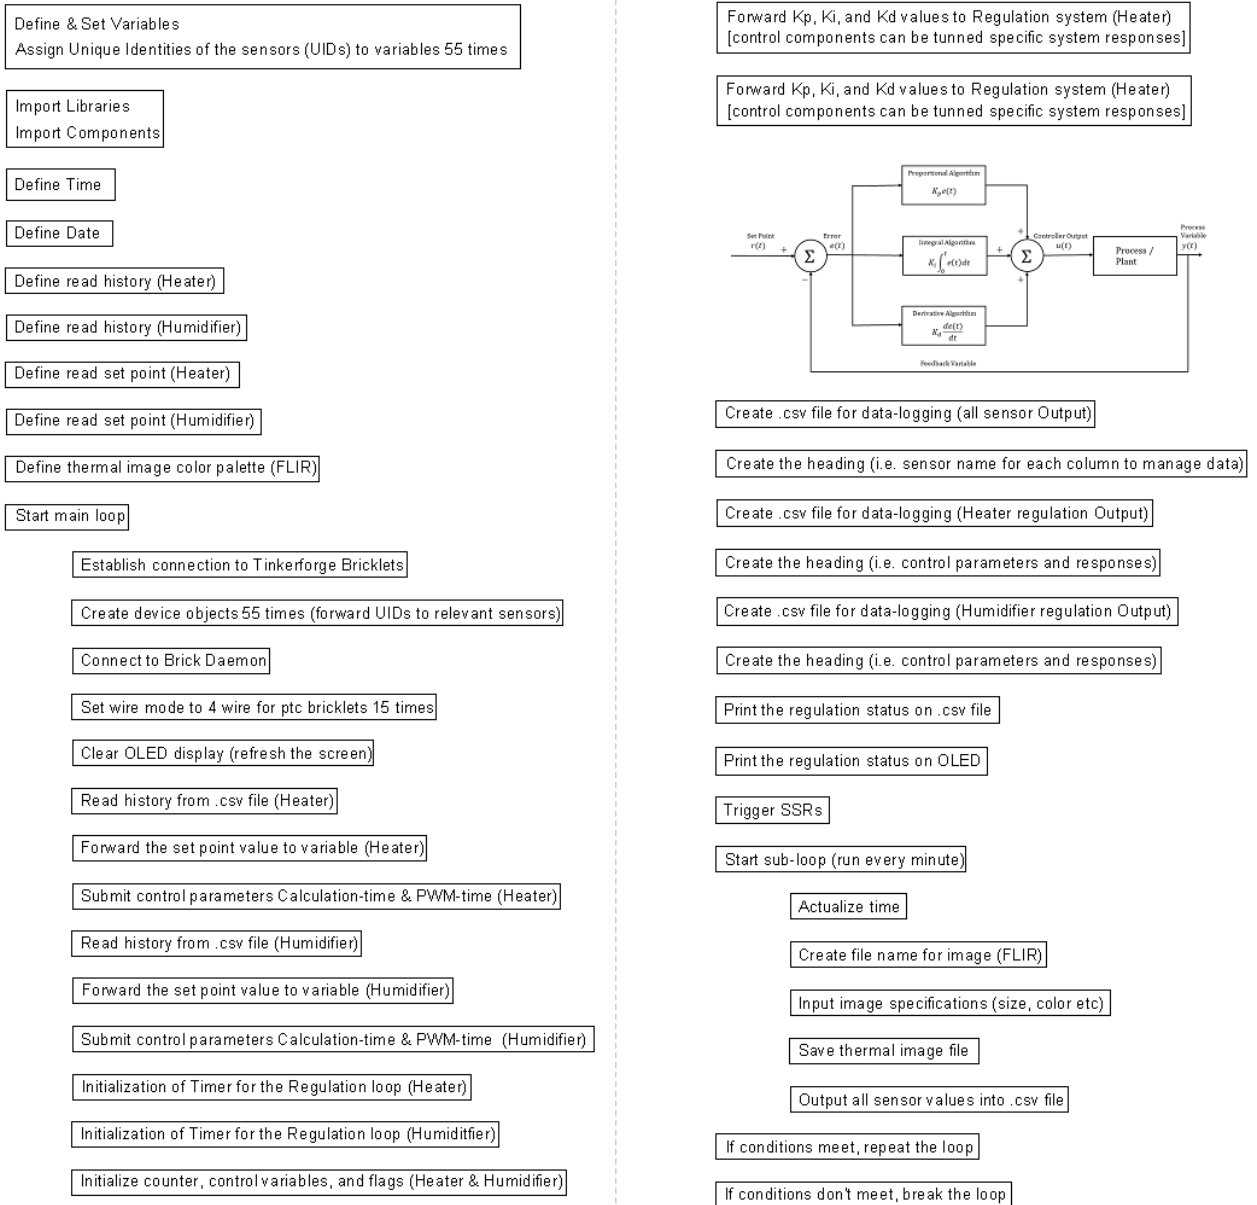 Define & Set Variables
Assign Unique Identities of the sensors (UIDs) to variables 55 times
Import Libraries
Import Components
Define Time
Define Date
Define read history (Heater)
Define read history (Humidifier)
Define read set point (Heater)
Define read set point (Humidifier)
Define thermal image color palette (FLIR)
Start main loop
Establish connection to Tinkerforge Bricklets
Create device objects 55 times (forward UIDs to relevant sensors)
Connect to Brick Daemon
Set wire mode to 4 wire for ptc bricklets 15 times
Clear OLED display (refresh the screen)
Read history from .csv file (Heater)
Forward the set point value to variable (Heater)
Submit control parameters Calculation-time & PWM-time (Heater)
Read history from .csv file (Humidifier)
Forward the set point value to variable (Humidifier)
Submit control parameters Calculation-time & PWM-time (Humidifier)
Initialization of Timer for the Regulation loop (Heater)
Initialization of Timer for the Regulation loop (Humiditfier)
Initialize counter, control variables, and flags (Heater & Humidifier)
Forward Kp, Ki, and Kd values to Regulation system (Heater)
[control components can be tunned specific system responses]
Forward Kp, Ki, and Kd values to Regulation system (Heater)
[control components can be tunned specific system responses]
Proportional Algorithm
K_p e(t)
Set Point
r(t)
+
Σ
−
Error
e(t)
Integral Algorithm
K_i ∫_0^t e(t)dt
+
+
Σ
+
Controller Output
u(t)
Process /
Plant
Process
Variable
y(t)
Derivative Algorithm
K_d de(t)/dt
Feedback Variable
Create .csv file for data-logging (all sensor Output)
Create the heading (i.e. sensor name for each column to manage data)
Create .csv file for data-logging (Heater regulation Output)
Create the heading (i.e. control parameters and responses)
Create .csv file for data-logging (Humidifier regulation Output)
Create the heading (i.e. control parameters and responses)
Print the regulation status on .csv file
Print the regulation status on OLED
Trigger SSRs
Start sub-loop (run every minute)
Actualize time
Create file name for image (FLIR)
Input image specifications (size, color etc)
Save thermal image file
Output all sensor values into .csv file
If conditions meet, repeat the loop
If conditions don't meet, break the loop